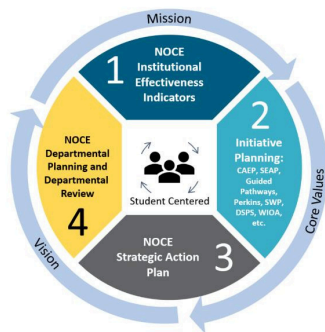 Mission
1
NOCE
Institutional
Effectiveness
Indicators
2
Initiative
Planning:
CAEP, SEAP,
Guided
Pathways,
Perkins, SWP,
DSPS, WIOA,
etc.
Core Values
NOCE
Strategic Action
Plan
3
NOCE
Departmental
Planning and
Departmental
Review
4
Vision
Student Centered